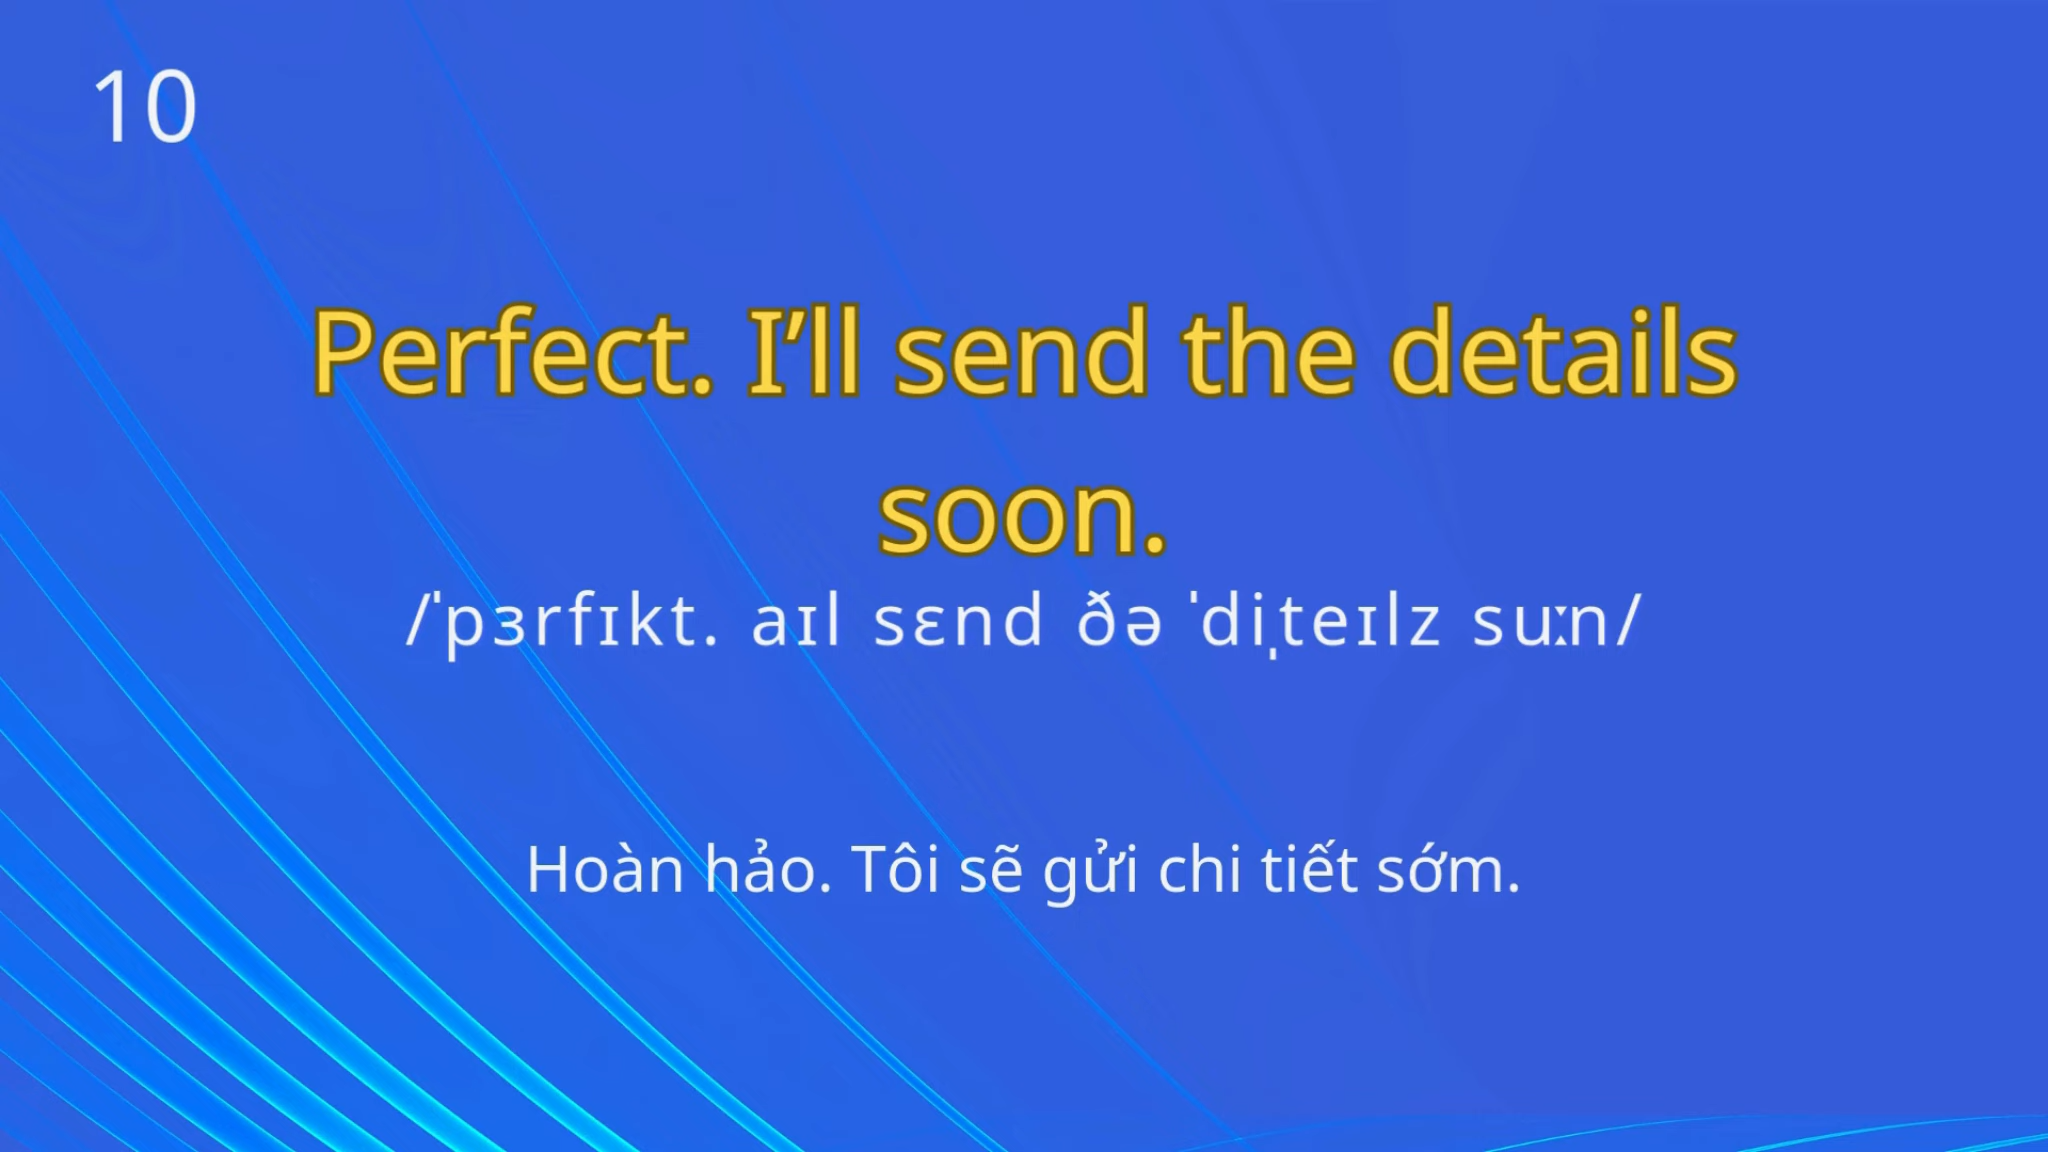 10
Perfect. I’ll send the details
soon.
/ˈpɜrfɪkt. aɪl sɛnd ðə ˈdiˌteɪlz suːn/
Hoàn hảo. Tôi sẽ gửi chi tiết sớm.